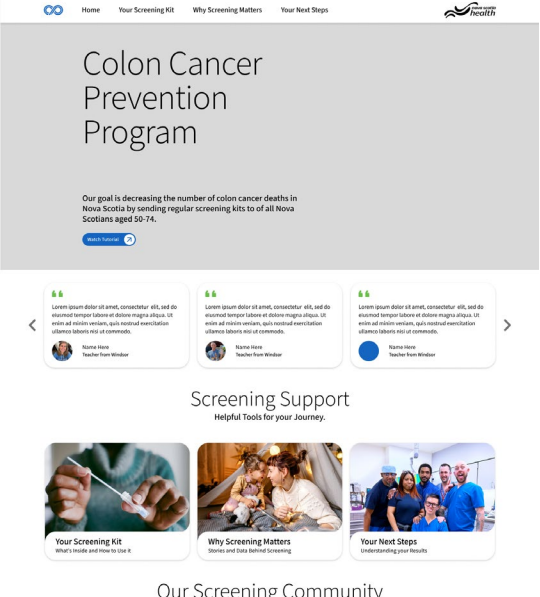 Home Your Screening Kit Why Screening Matters Your Next Steps
nova scotia
health
Colon Cancer
Prevention
Program
Our goal is decreasing the number of colon cancer deaths in
Nova Scotia by sending regular screening kits to of all Nova
Scotians aged 50-74.
Watch Tutorial
Lorem ipsum dolor sit amet, consectetur elit, sed do
eiusmod tempor labore et dolore magna aliqua. Ut
enim ad minim veniam, quis nostrud exercitation
ullamco laboris nisi ut commodo.
Name Here
Teacher from Windsor
Lorem ipsum dolor sit amet, consectetur elit, sed do
eiusmod tempor labore et dolore magna aliqua. Ut
enim ad minim veniam, quis nostrud exercitation
ullamco laboris nisi ut commodo.
Name Here
Teacher from Windsor
Lorem ipsum dolor sit amet, consectetur elit, sed do
eiusmod tempor labore et dolore magna aliqua. Ut
enim ad minim veniam, quis nostrud exercitation
ullamco laboris nisi ut commodo.
Name Here
Teacher from Windsor
Screening Support
Helpful Tools for your Journey.
Your Screening Kit
What's Inside and How to Use it
Why Screening Matters
Stories and Data Behind Screening
Your Next Steps
Understanding your Results
Our Screening Community